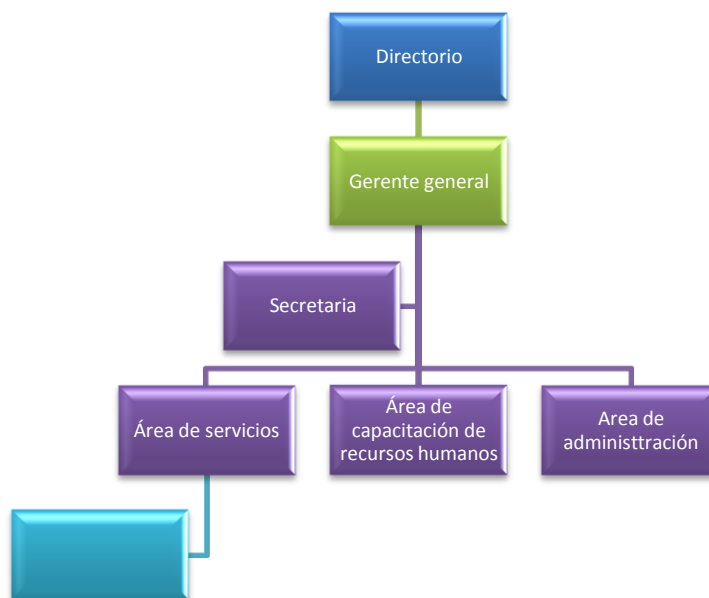 Directorio
Gerente general
Secretaria
Área de servicios
Área de
capacitación de
recursos humanos
Area de
administtración